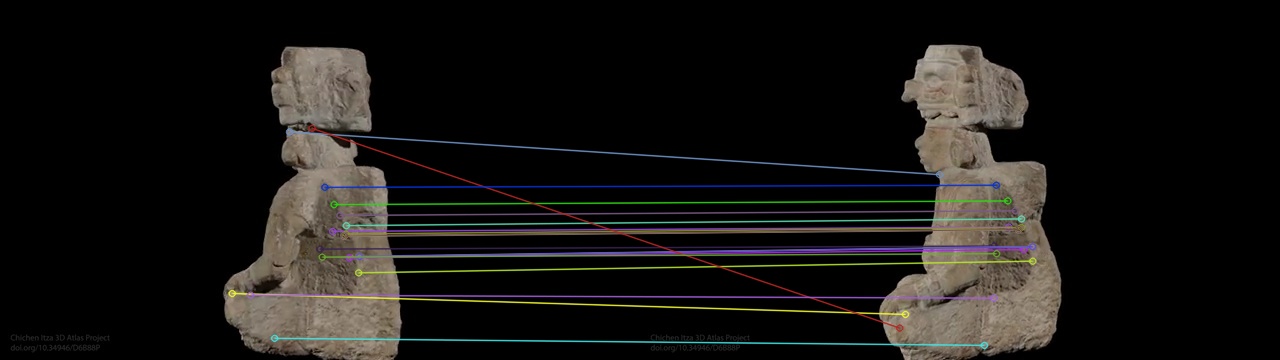 Chichen Itza 3D Atlas Project
doi.org/10.34946/D6B88P
Chichen Itza 3D Atlas Project
doi.org/10.34946/D6B88P